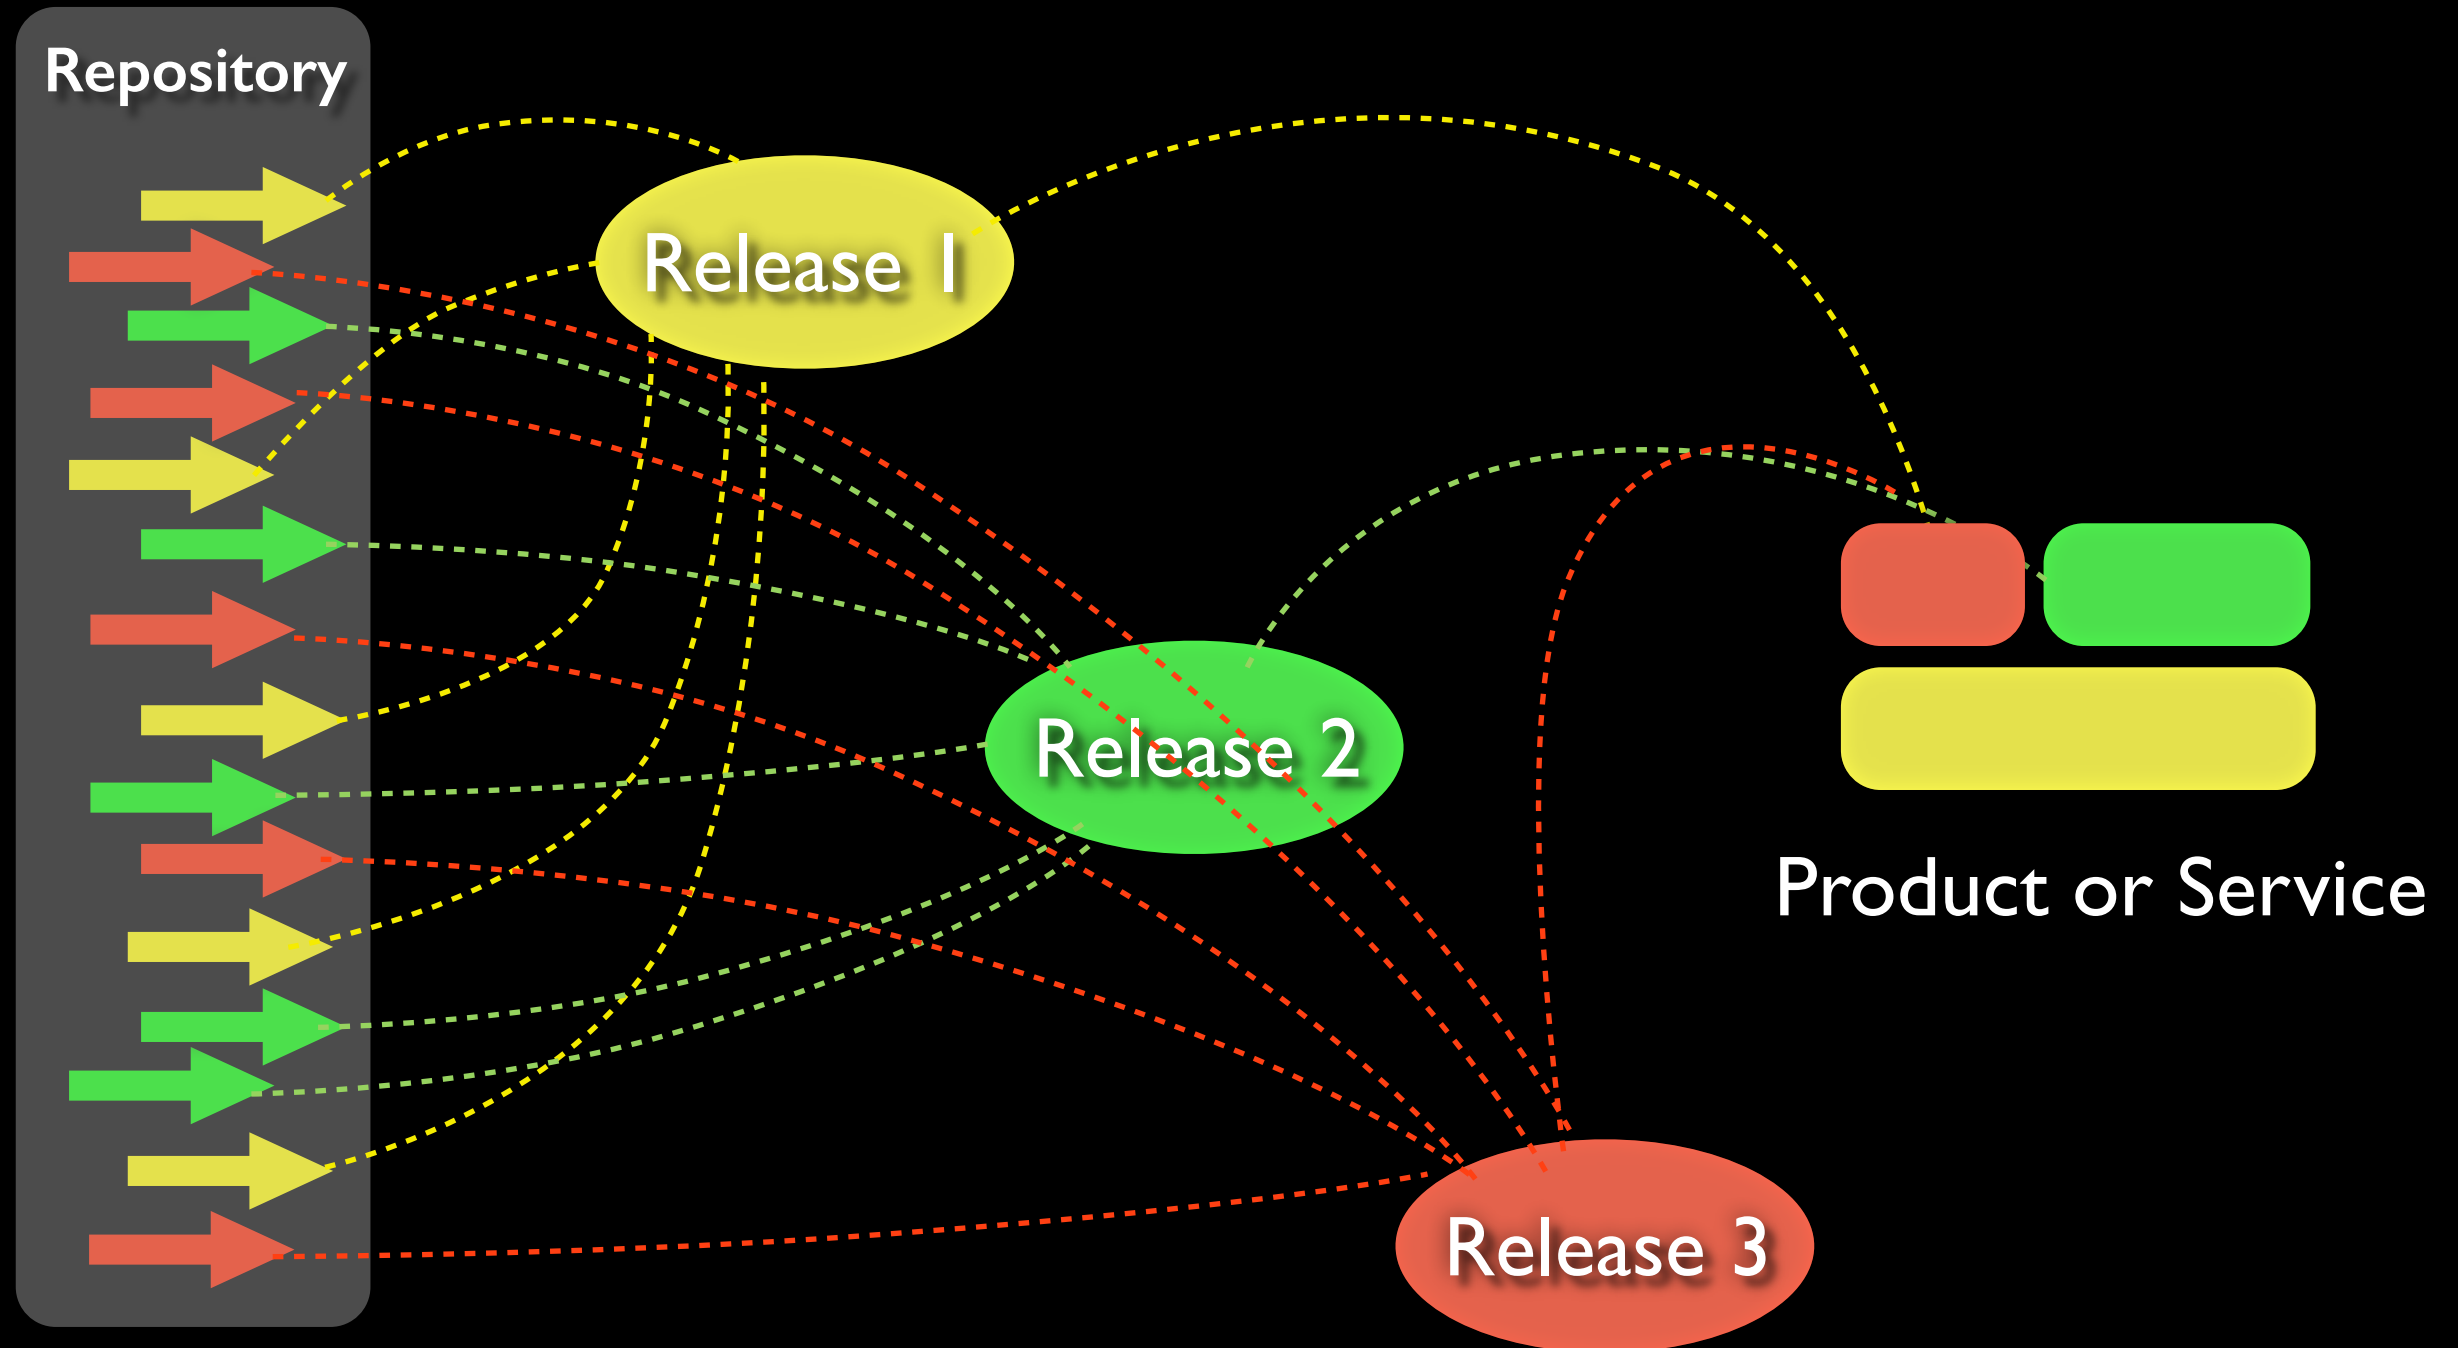 Repository
Release 1
Release 2
Product or Service
Release 3